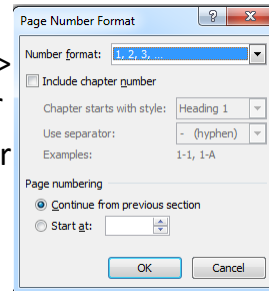 Page Number Format
Number format: 1, 2, 3, ...
Include chapter number
Chapter starts with style: Heading 1
Use separator: - (hyphen)
Examples: 1-1, 1-A
Page numbering
Continue from previous section
Start at:
OK Cancel